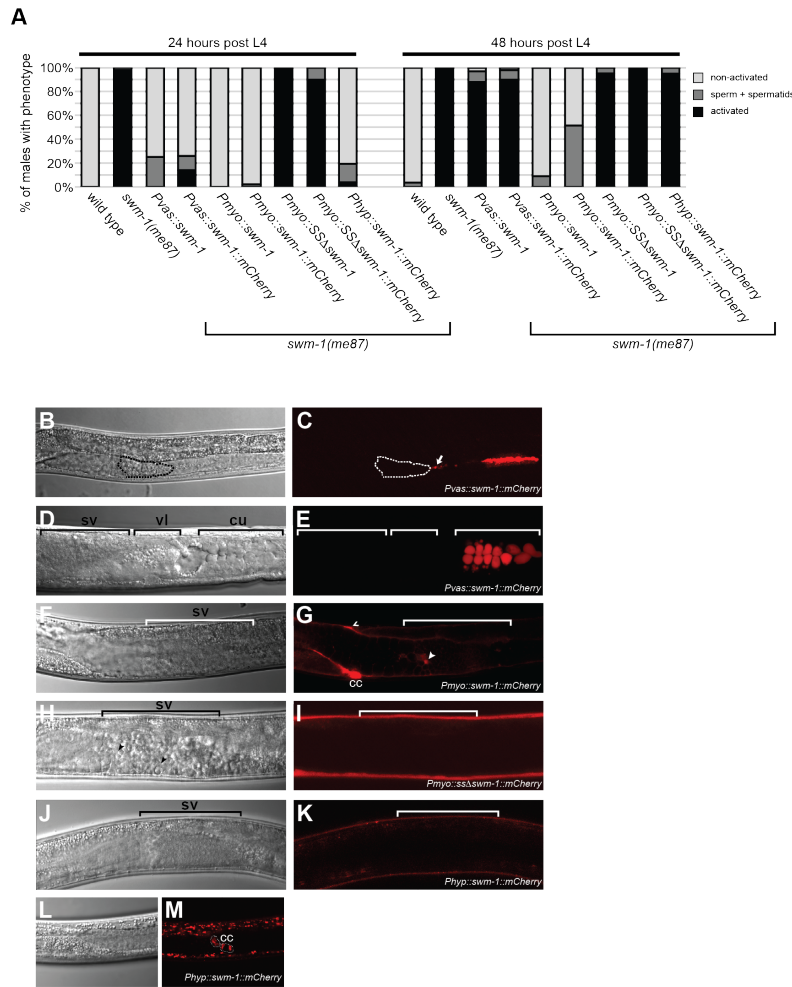 A
24 hours post L4
48 hours post L4
% of males with phenotype
100%
80%
60%
40%
20%
0%
non-activated
sperm + spermatids
activated
wild type
swm-1(me87)
Pvas::swm-1
Pvas::swm-1::mCherry
Pmyo::swm-1
Pmyo::swm-1::mCherry
Pmyo::SSΔswm-1
Pmyo::SSΔswm-1::mCherry
Phyp::swm-1::mCherry
wild type
swm-1(me87)
Pvas::swm-1
Pvas::swm-1::mCherry
Pmyo::swm-1
Pmyo::swm-1::mCherry
Pmyo::SSΔswm-1
Pmyo::SSΔswm-1::mCherry
Phyp::swm-1::mCherry
swm-1(me87)
swm-1(me87)
B
C
Pvas::swm-1::mCherry
D
sv
vl
cu
E
Pvas::swm-1::mCherry
F
sv
G
cc
Pmyo::swm-1::mCherry
H
sv
I
Pmyo::ssΔswm-1::mCherry
J
sv
K
Phyp::swm-1::mCherry
L
M
cc
Phyp::swm-1::mCherry